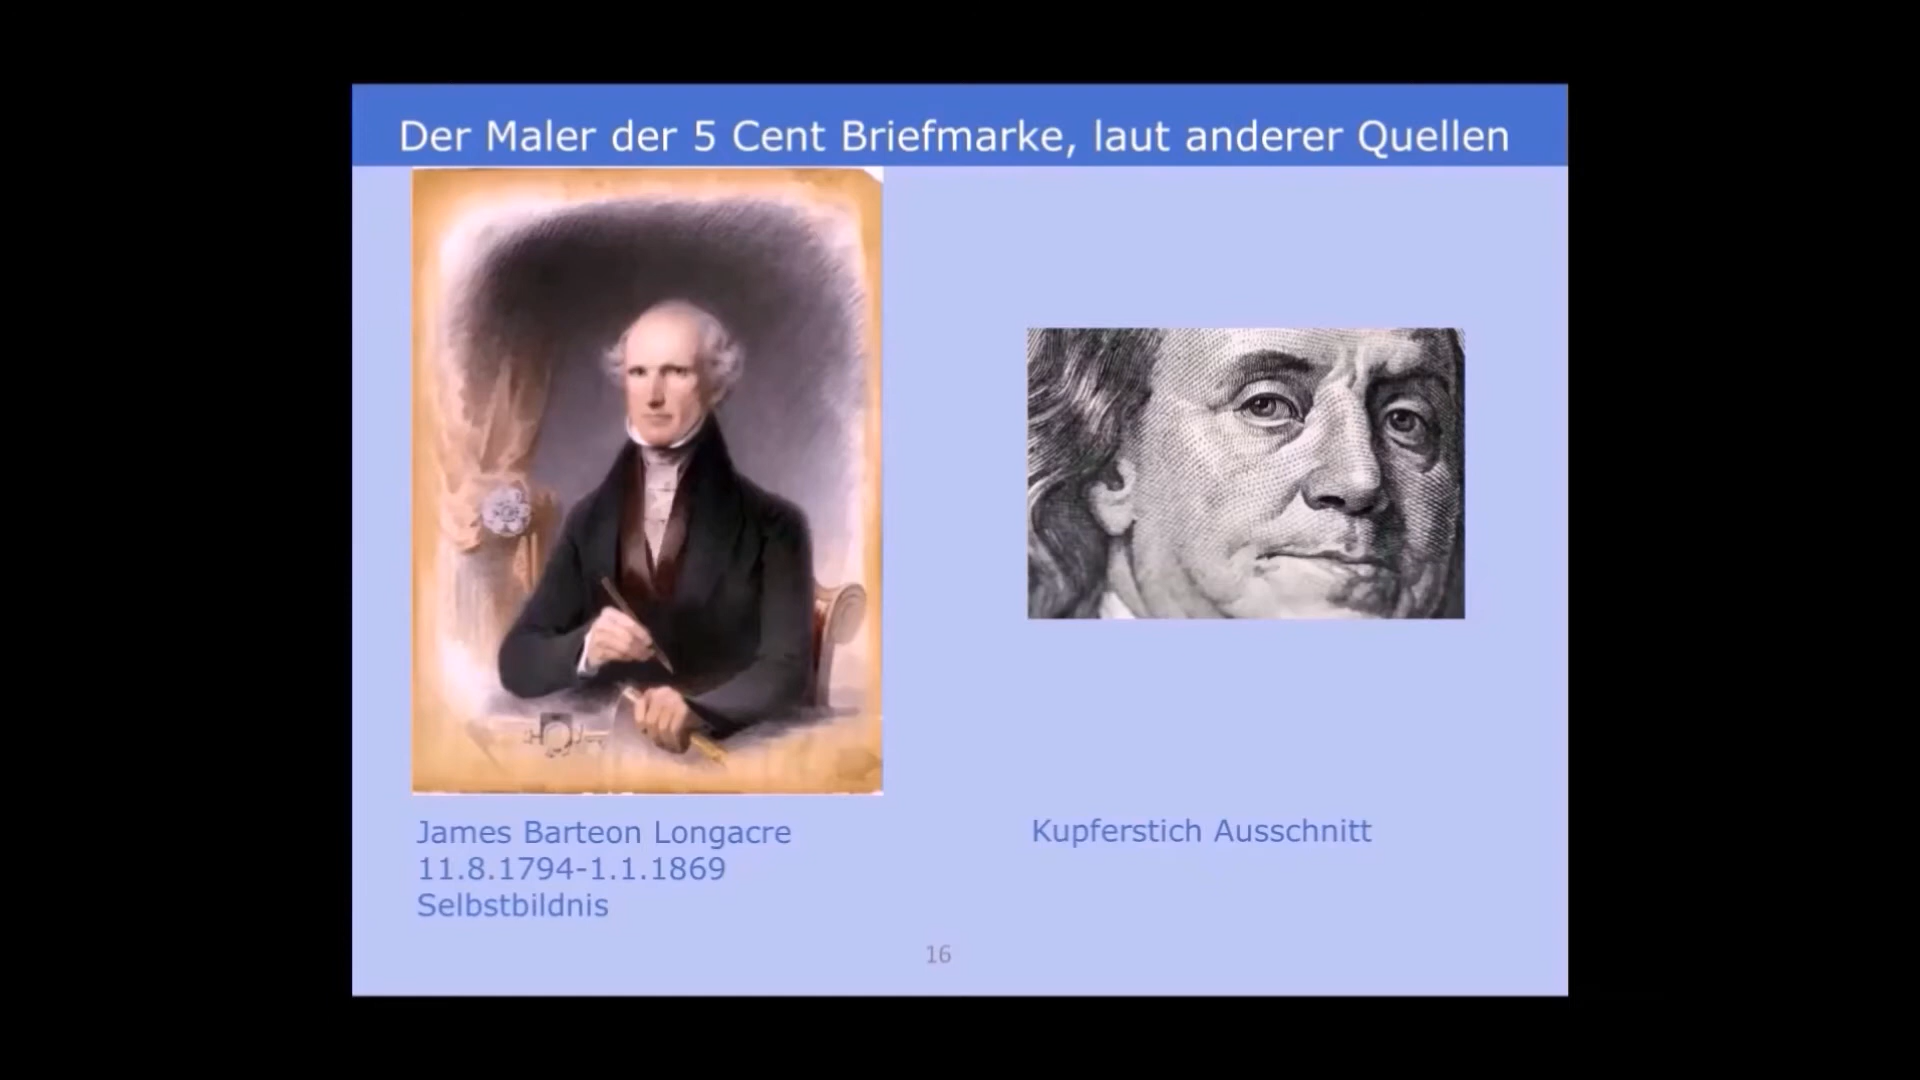 Der Maler der 5 Cent Briefmarke, laut anderer Quellen
James Barteon Longacre
11.8.1794-1.1.1869
Selbstbildnis
Kupferstich Ausschnitt
16